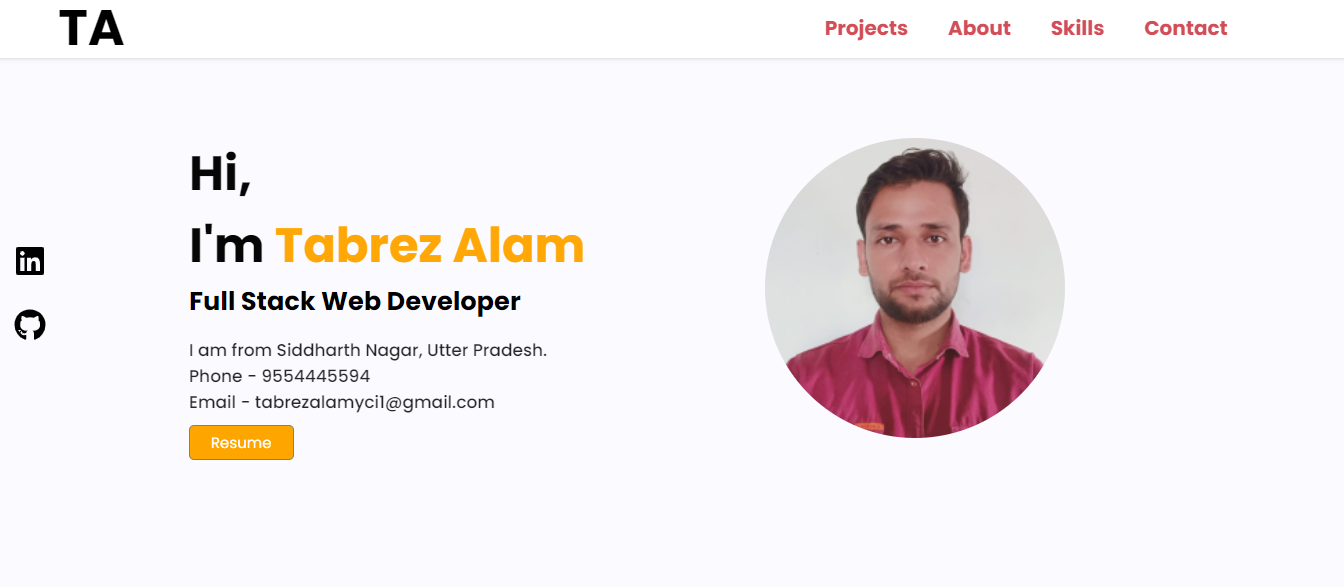 TA
Projects
About
Skills
Contact
Hi,
I'm Tabrez Alam
Full Stack Web Developer
in
I am from Siddharth Nagar, Utter Pradesh.
Phone - 9554445594
Email - tabrezalamyci1@gmail.com
Resume